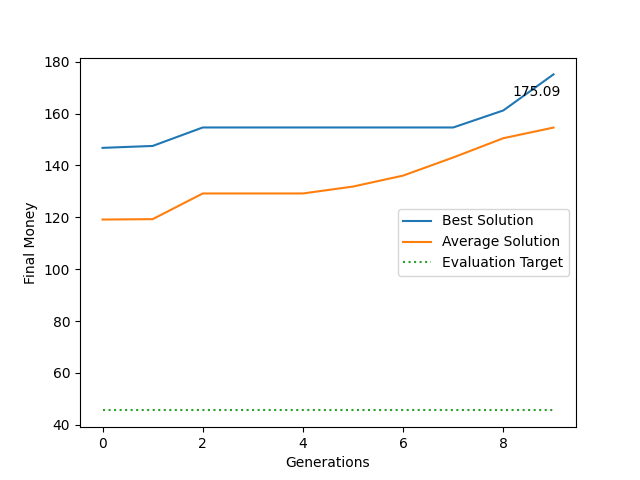 180
175.09
160
140
120
Best Solution
Average Solution
Evaluation Target
100
80
60
40
Final Money
0 2 4 6 8
Generations